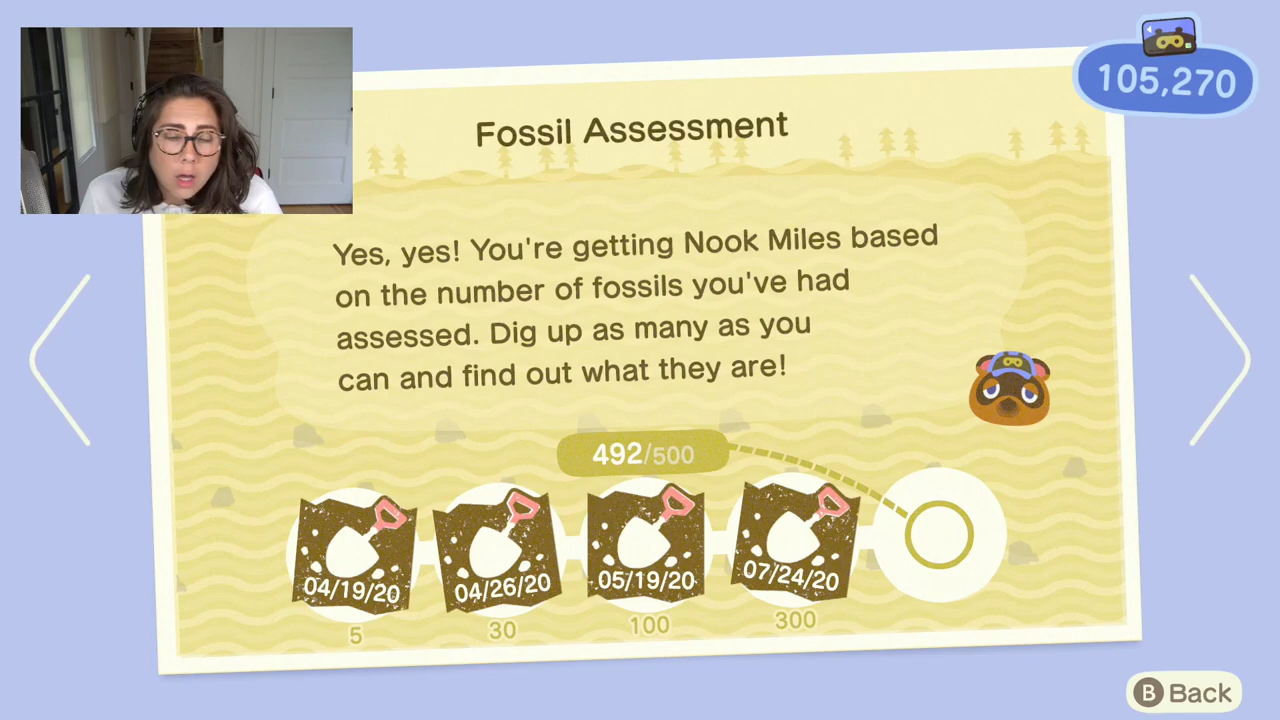 105,270
Fossil Assessment
Yes, yes! You're getting Nook Miles based
on the number of fossils you've had
assessed. Dig up as many as you
can and find out what they are!
492/500
04/19/20 04/26/20 05/19/20 07/24/20
5 30 100 300
B Back